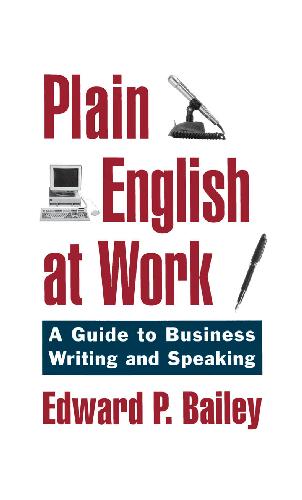 Plain
English
at Work
A Guide to Business
Writing and Speaking
Edward P. Bailey